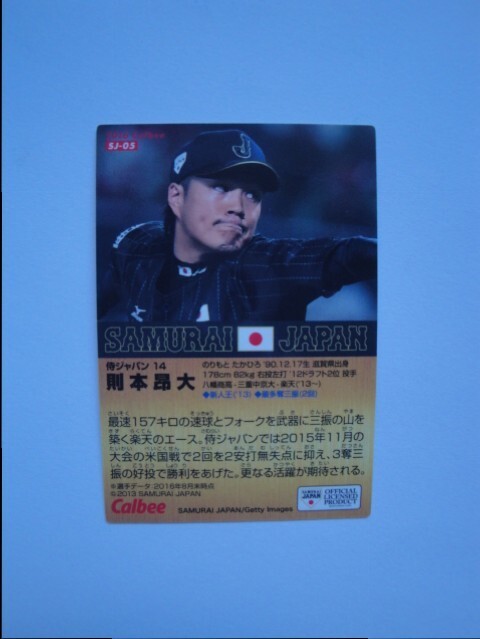 Calbee
SJ-05
J
SAMURAI JAPAN
侍ジャパン 14
則本 昂 大
のりもと たかひろ '90.12.17生 滋賀県出身
178cm 82kg 右投左打 '12ドラフト2位 投手
八幡商高-三重中京大-楽天('13~)
◆新人王('13) ◆最多奪三振(2回)
最速157キロの速球とフォークを武器に三振の山を
築く楽天のエース。侍ジャパンでは2015年11月の
大会の米国戦で2回を2安打無失点に抑え、3奪三
振の好投で勝利をあげた。更なる活躍が期待される。
※選手データ:2016年8月末時点
©2013 SAMURAI JAPAN
Calbee
SAMURAI JAPAN/Getty Images
JAPAN
OFFICIAL
LICENSED
PRODUCT